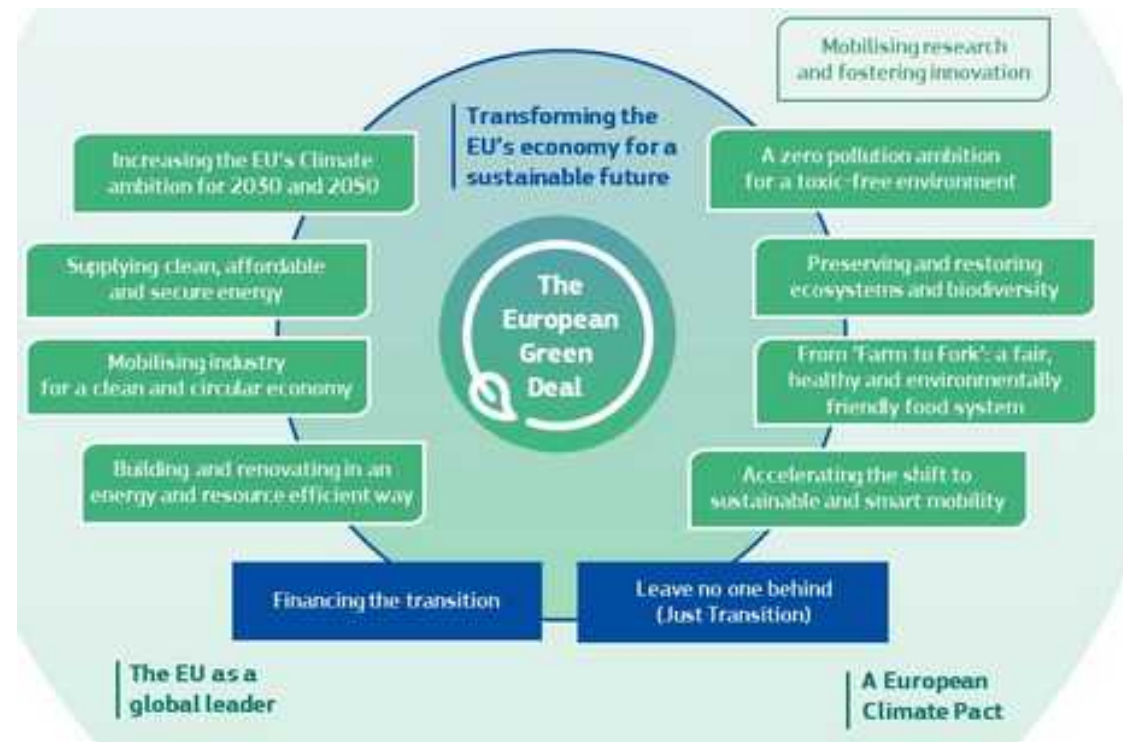 Mobilising research
and fostering innovation
Transforming the
EU's economy for a
sustainable future
Increasing the EU's Climate
ambition for 2030 and 2050
A zero pollution ambition
for a toxic-free environment
Supplying clean, affordable
and secure energy
Preserving and restoring
ecosystems and biodiversity
The
European
Green
Deal
Mobilising industry
for a clean and circular economy
From 'Farm to Fork': a fair,
healthy and environmentally
friendly food system
Building and renovating in an
energy and resource efficient way
Accelerating the shift to
sustainable and smart mobility
Financing the transition
Leave no one behind
(Just Transition)
The EU as a
global leader
A European
Climate Pact